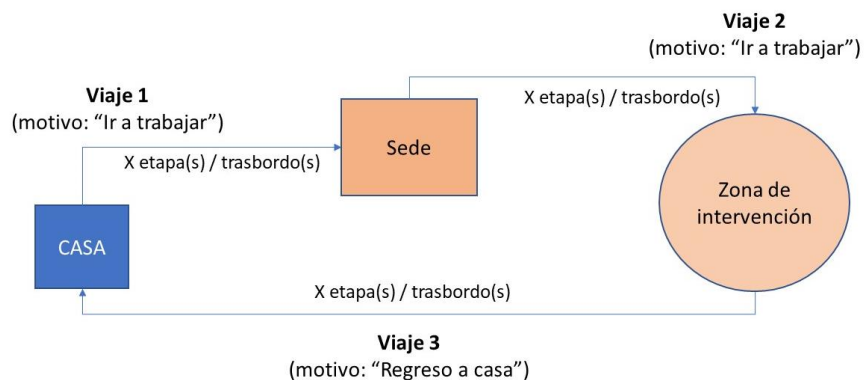 Viaje 2
(motivo: “Ir a trabajar”)
Viaje 1
(motivo: “Ir a trabajar”)
X etapa(s) / trasbordo(s)
Sede
X etapa(s) / trasbordo(s)
Zona de
intervención
CASA
X etapa(s) / trasbordo(s)
Viaje 3
(motivo: “Regreso a casa”)